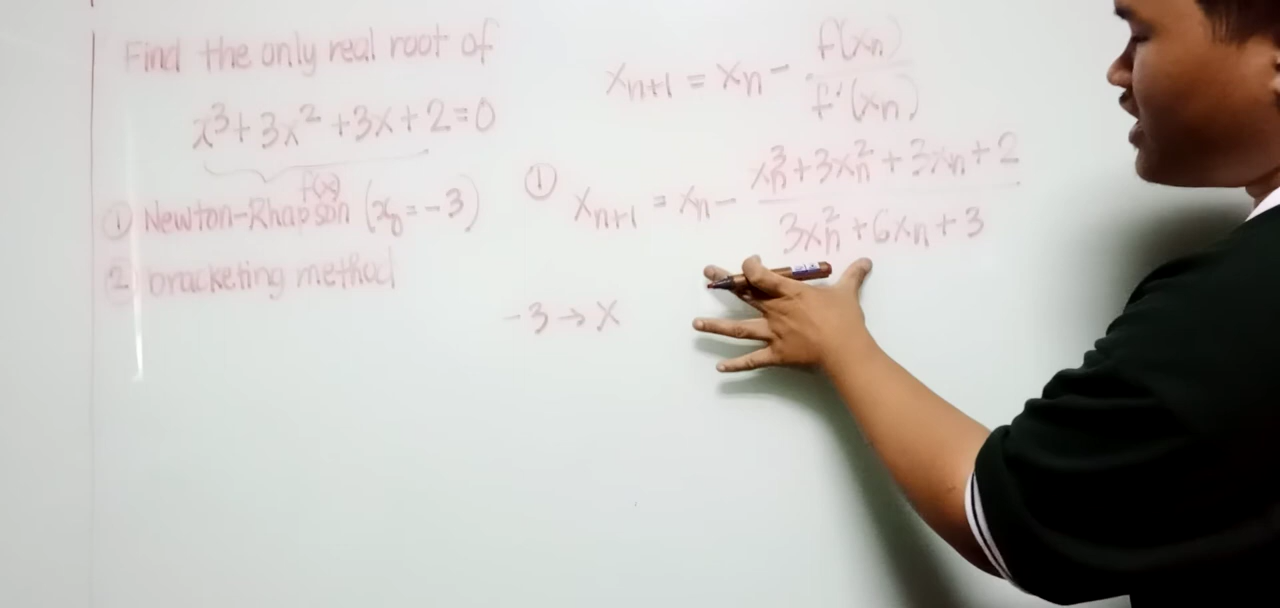 Find the only real root of
x³+3x²+3x+2=0
f(x)
① Newton-Rhapson (x₀=-3)
② bracketing method
xₙ₊₁ = xₙ - f(xₙ)/f'(xₙ)
① xₙ₊₁ = xₙ - (xₙ³+3xₙ²+3xₙ+2)/(3xₙ²+6xₙ+3)
-3→X